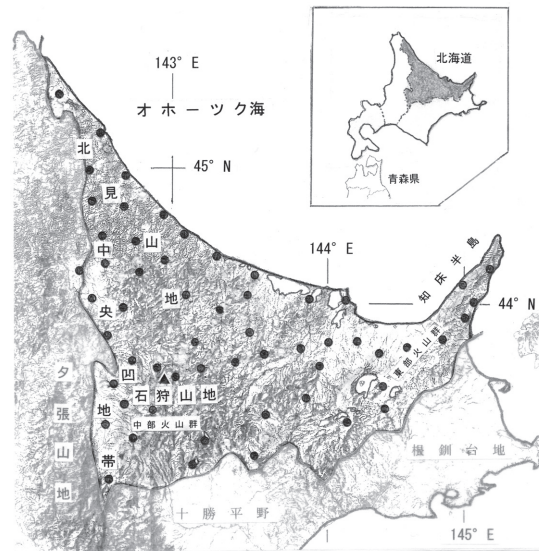 143°E
オホーツク海
45°N
北見山地
144°E
知床半島
44°N
中央凹地帯
石狩山地
中部火山群
東部火山群
夕張山地
十勝平野
根釧台地
145°E
北海道
青森県